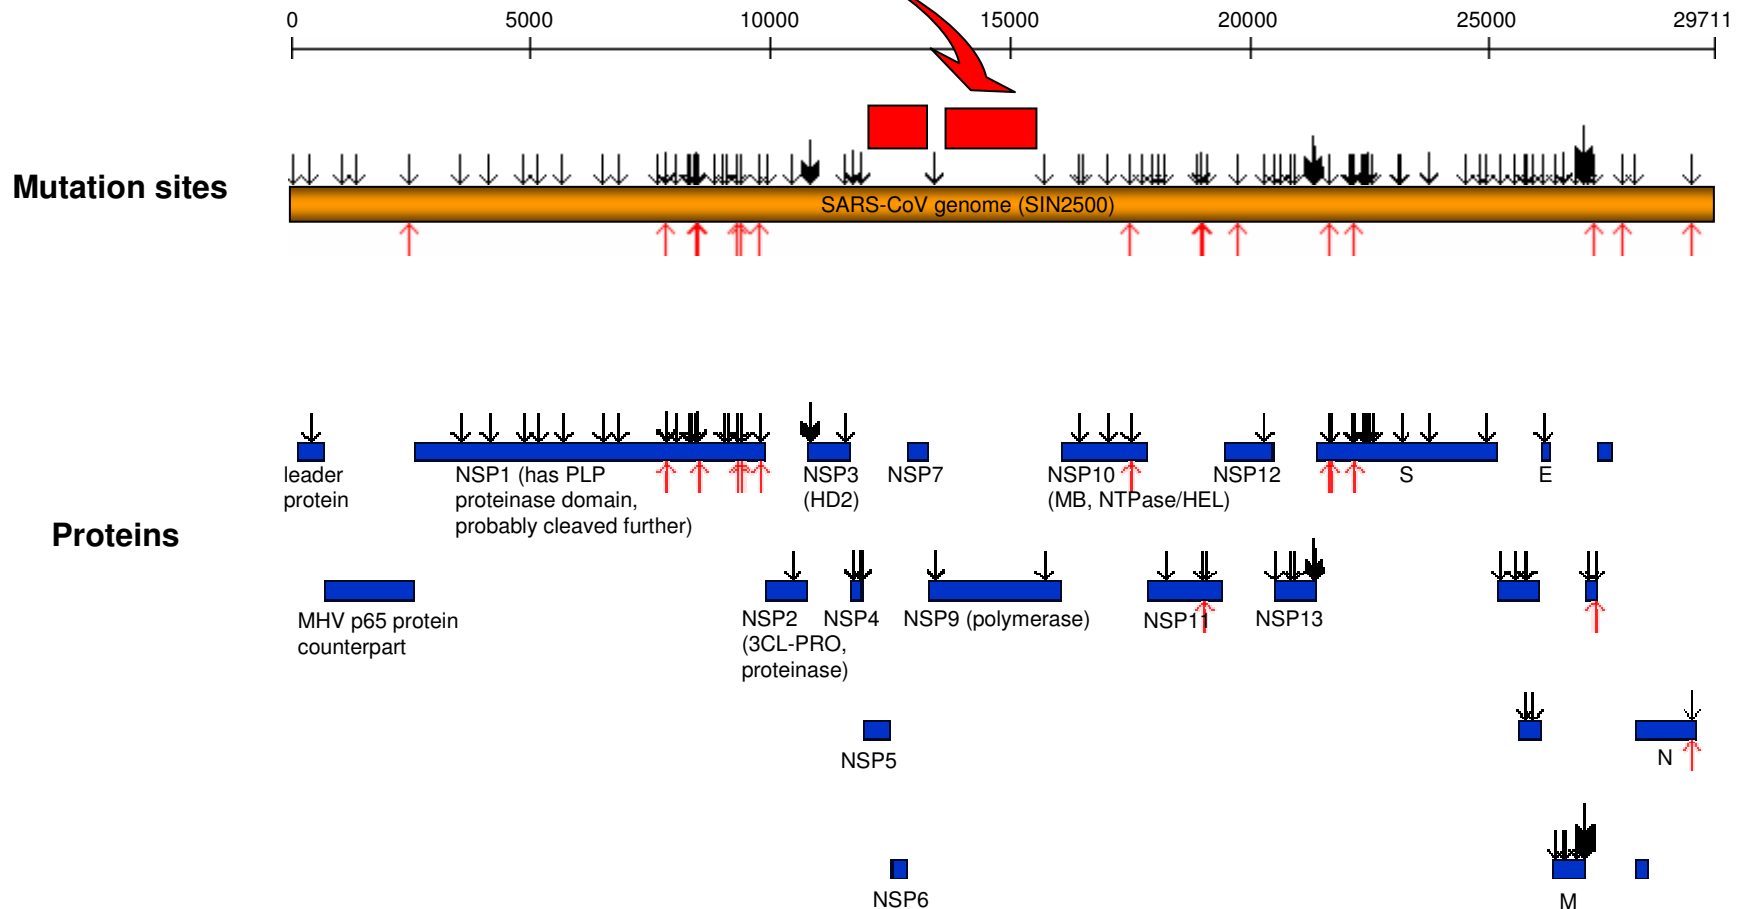 0 5000 10000 15000 20000 25000 29711
Mutation sites
SARS-CoV genome (SIN2500)
Proteins
leader
protein
NSP1 (has PLP
proteinase domain,
probably cleaved further)
NSP3
(HD2)
NSP7
NSP10
(MB, NTPase/HEL)
NSP12
S
E
MHV p65 protein
counterpart
NSP2
(3CL-PRO,
proteinase)
NSP4
NSP9 (polymerase)
NSP11
NSP13
NSP5
N
NSP6
M